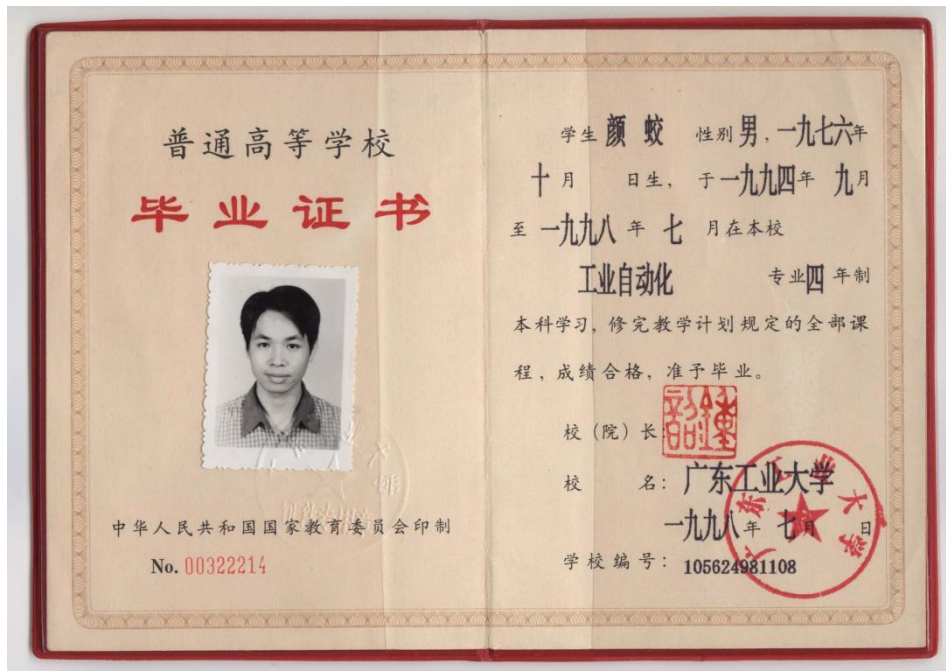 普通高等学校
毕业证书
中华人民共和国国家教育委员会印制
No. 00322214
学生 颜 蛟 性别 男，一九七六年
十月 日生，于一九九四年 九月
至 一九九八 年 七 月在本校
工业自动化 专业四年制
本科学习，修完教学计划规定的全部课
程，成绩合格，准予毕业。
校（院）长
校 名：广东工业大学
一九九八年 七月 日
学校编号：105624981108
广东工业大学